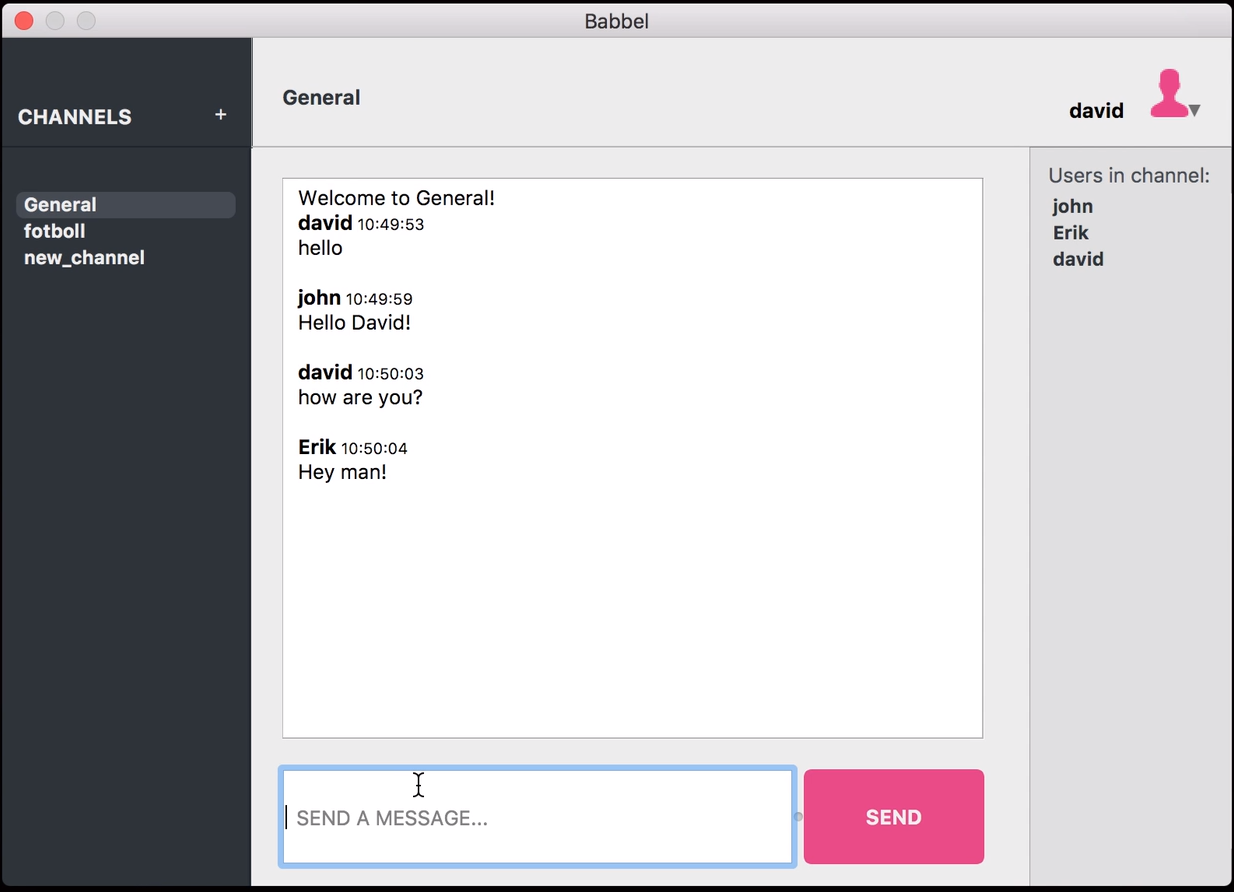 Babbel
CHANNELS +
General
fotboll
new_channel
General
david
Welcome to General!
david 10:49:53
hello
john 10:49:59
Hello David!
david 10:50:03
how are you?
Erik 10:50:04
Hey man!
SEND A MESSAGE...
SEND
Users in channel:
john
Erik
david